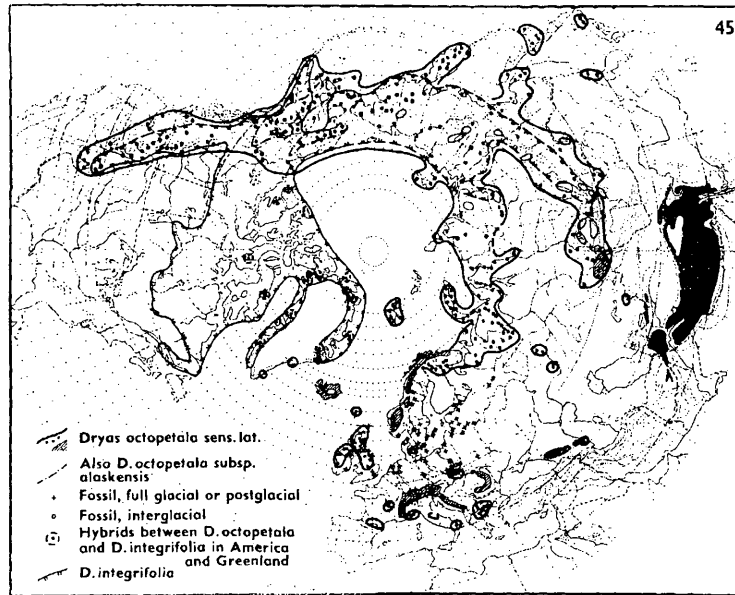 45
Dryas octopetala sens. lat.
Also D. octopetala subsp.
alaskensis
Fossil, full glacial or postglacial
Fossil, interglacial
Hybrids between D. octopetala
and D. integrifolia in America
and Greenland
D. integrifolia